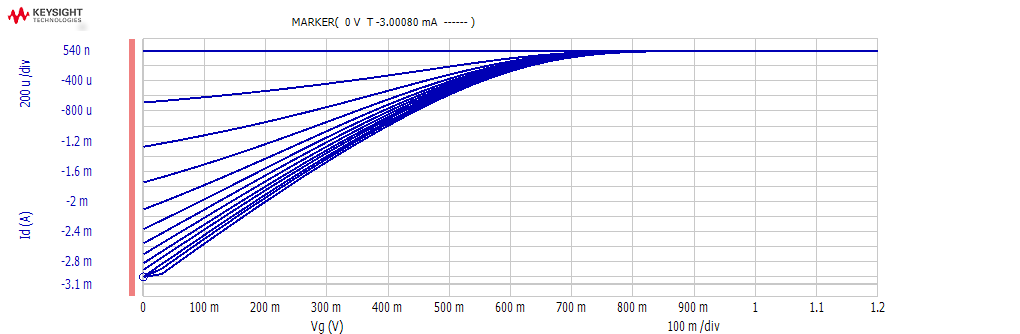 KEYSIGHT
TECHNOLOGIES
MARKER( 0 V T -3.00080 mA ------ )
540 n
200 u /div
-400 u
-800 u
-1.2 m
-1.6 m
-2 m
Id (A)
-2.4 m
-2.8 m
-3.1 m
0 100 m 200 m 300 m 400 m 500 m 600 m 700 m 800 m 900 m 1 1.1 1.2
Vg (V) 100 m /div